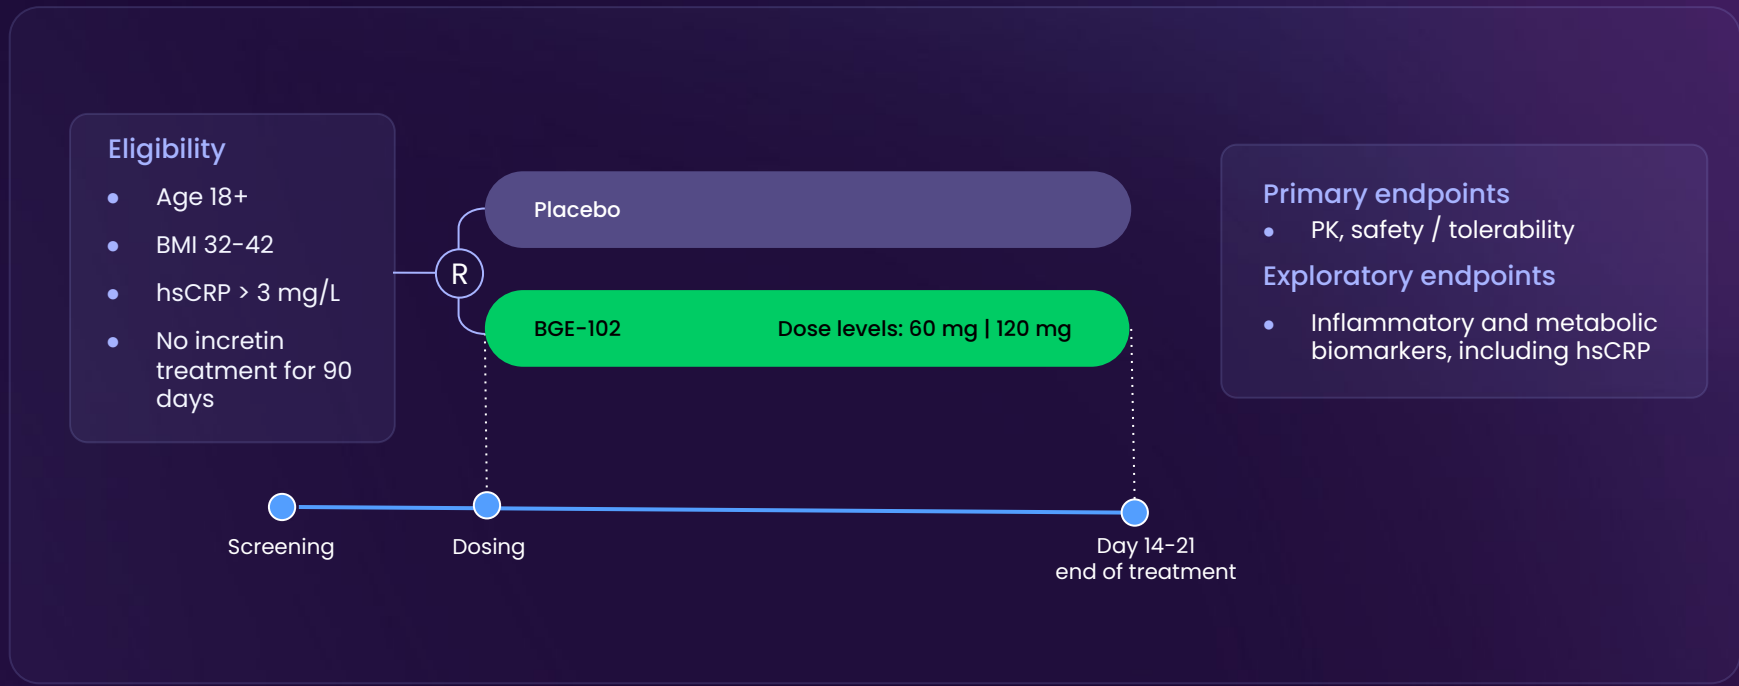 Eligibility
● Age 18+
● BMI 32-42
● hsCRP > 3 mg/L
● No incretin
treatment for 90
days
R
Placebo
BGE-102 Dose levels: 60 mg | 120 mg
Primary endpoints
● PK, safety / tolerability
Exploratory endpoints
● Inflammatory and metabolic
biomarkers, including hsCRP
Screening
Dosing
Day 14-21
end of treatment